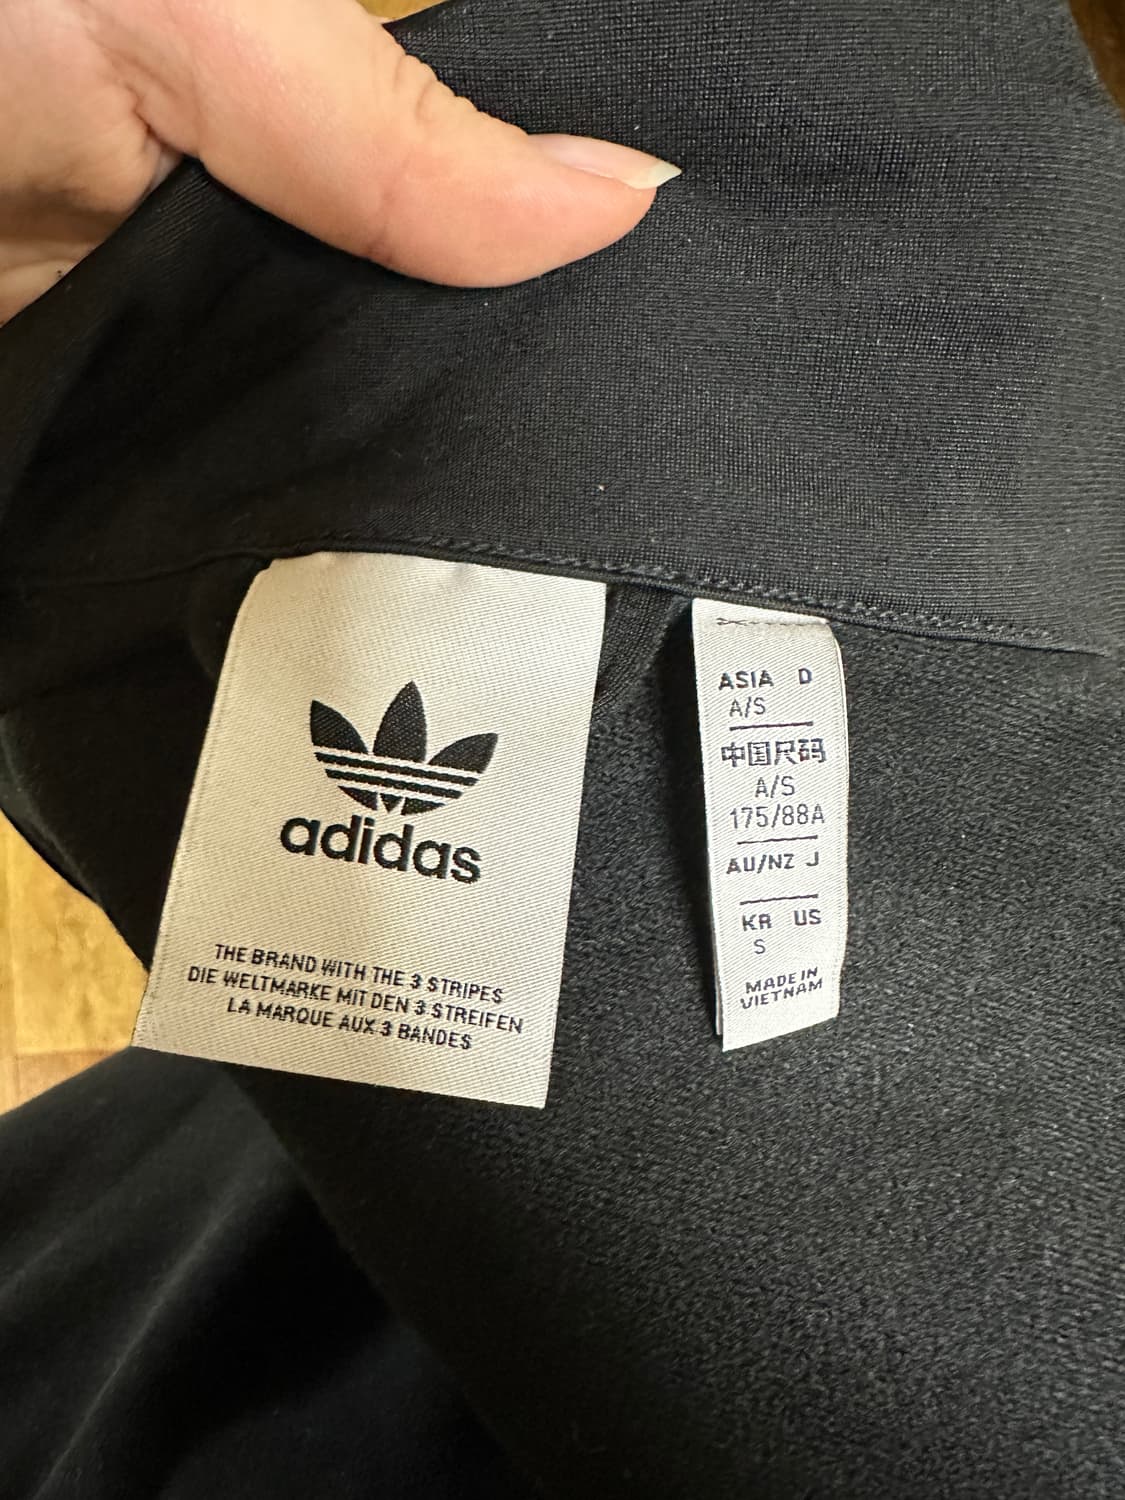 adidas
THE BRAND WITH THE 3 STRIPES
DIE WELTMARKE MIT DEN 3 STREIFEN
LA MARQUE AUX 3 BANDES
ASIA D
A/S
中国尺码
A/S
175/88A
AU/NZ J
KR US
S
MADE IN
VIETNAM